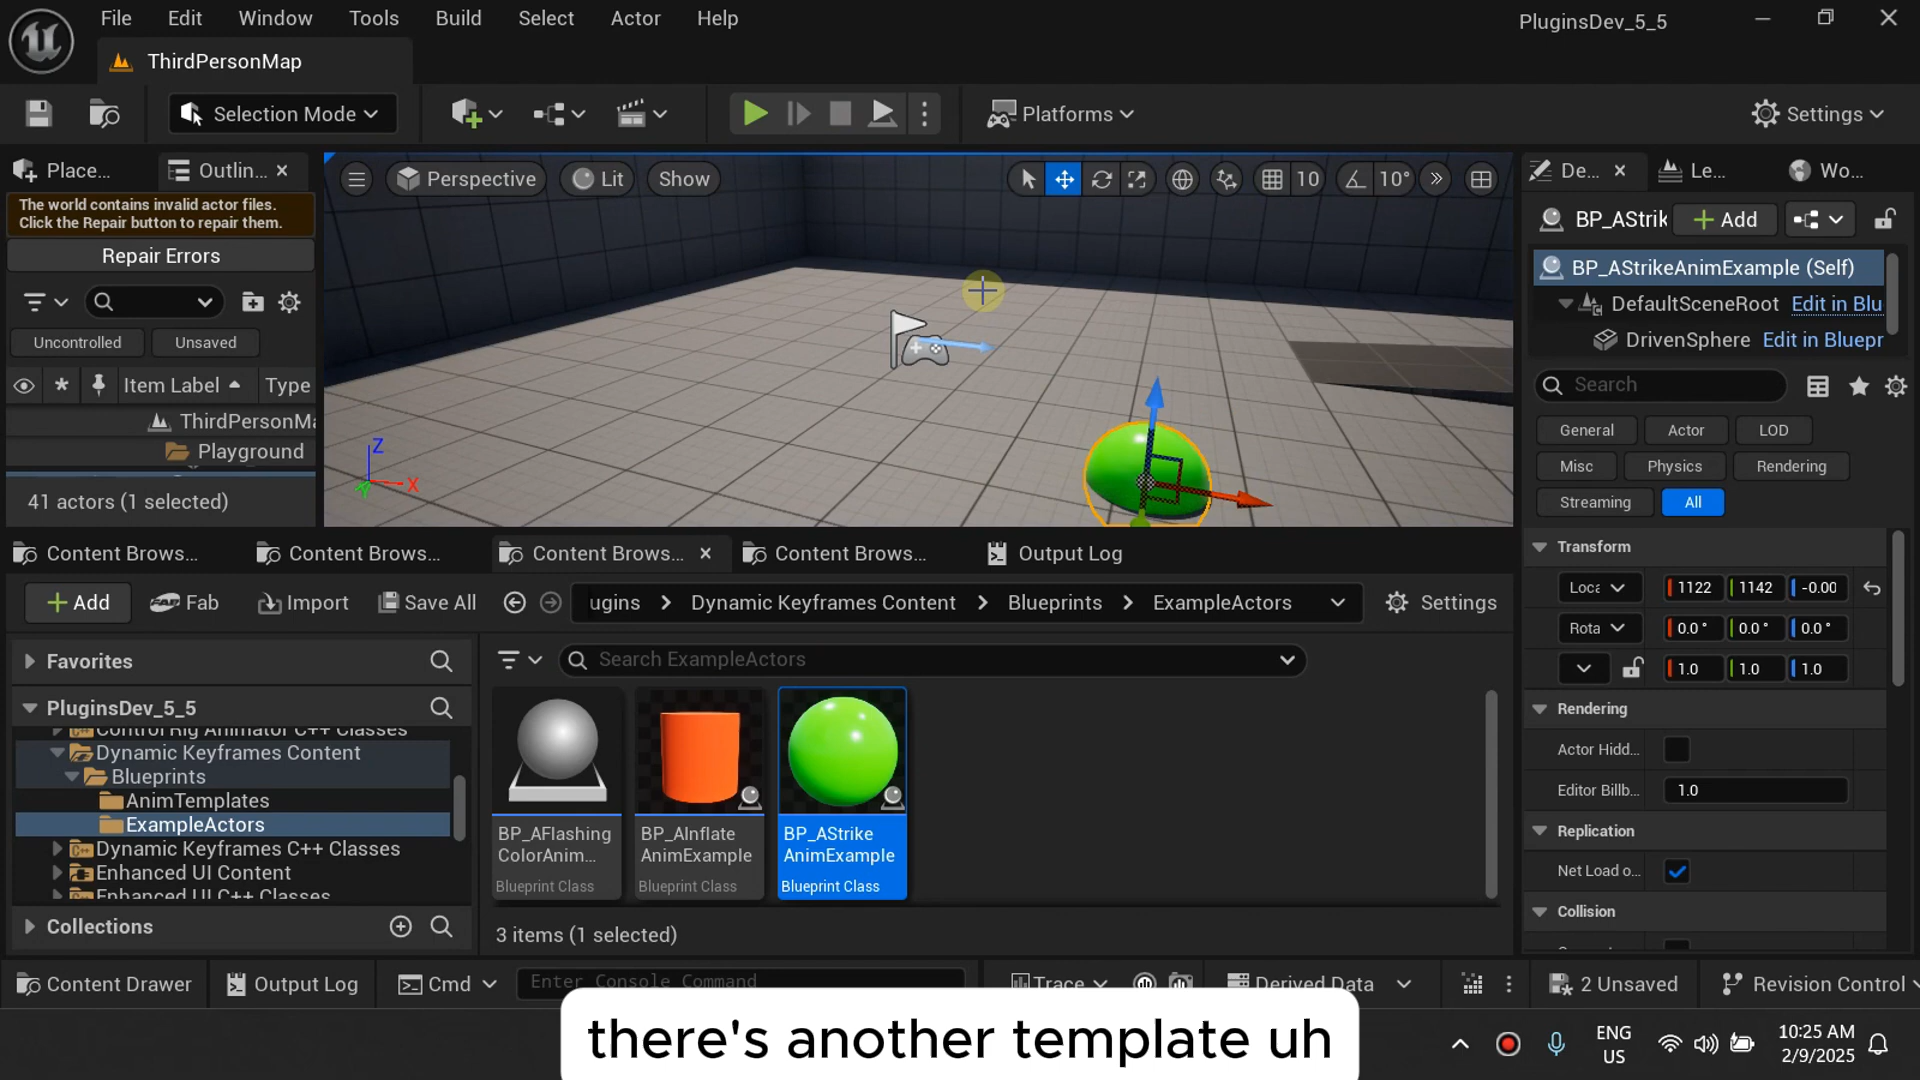 File Edit Window Tools Build Select Actor Help
PluginsDev_5_5
ThirdPersonMap
Selection Mode
Platforms
Settings
Place...
Outlin...
The world contains invalid actor files.
Click the Repair button to repair them.
Repair Errors
Uncontrolled Unsaved
Item Label Type
ThirdPersonMa
Playground
41 actors (1 selected)
Perspective Lit Show
10 10°
Z
X
De... Le... Wo...
BP_AStrik Add
BP_AStrikeAnimExample (Self)
DefaultSceneRoot Edit in Blu
DrivenSphere Edit in Bluepr
Search
General Actor LOD
Misc Physics Rendering
Streaming All
Transform
Loca 1122 1142 -0.00
Rota 0.0° 0.0° 0.0°
1.0 1.0 1.0
Rendering
Actor Hidd...
Editor Billb... 1.0
Replication
Net Load o...
Collision
Content Brows... Content Brows... Content Brows... Content Brows... Output Log
Add Fab Import Save All
ugins > Dynamic Keyframes Content > Blueprints > ExampleActors
Settings
Favorites
PluginsDev_5_5
Control Rig Animator C++ Classes
Dynamic Keyframes Content
Blueprints
AnimTemplates
ExampleActors
Dynamic Keyframes C++ Classes
Enhanced UI Content
Enhanced UI C++ Classes
Collections
Search ExampleActors
BP_AFlashing
ColorAnim...
Blueprint Class
BP_AInflate
AnimExample
Blueprint Class
BP_AStrike
AnimExample
Blueprint Class
3 items (1 selected)
Content Drawer Output Log Cmd Enter Console Command Trace Derived Data 2 Unsaved Revision Control
there's another template uh
ENG
US
10:25 AM
2/9/2025